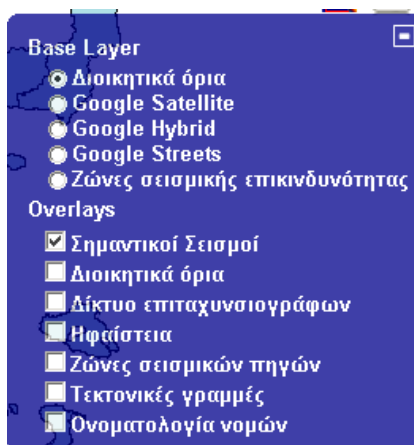 Base Layer
Διοικητικά όρια
Google Satellite
Google Hybrid
Google Streets
Ζώνες σεισμικής επικινδυνότητας
Overlays
Σημαντικοί Σεισμοί
Διοικητικά όρια
Δίκτυο επιταχυνσιογράφων
Ηφαίστεια
Ζώνες σεισμικών πηγών
Τεκτονικές γραμμές
Ονοματολογία νομών